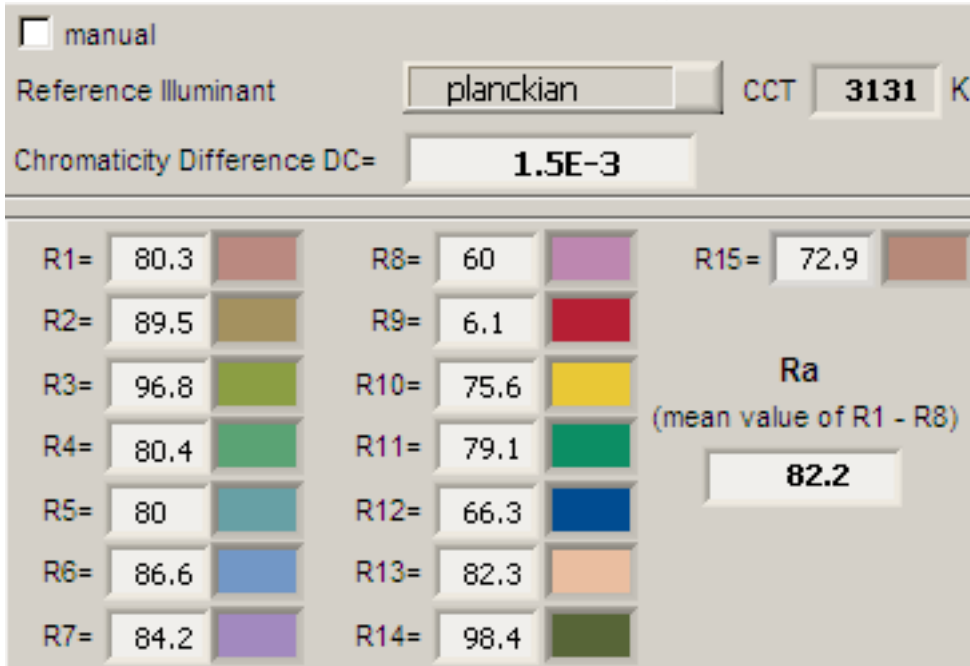 manual
Reference Illuminant planckian CCT 3131 K
Chromaticity Difference DC= 1.5E-3
R1= 80.3 R8= 60 R15= 72.9
R2= 89.5 R9= 6.1
R3= 96.8 R10= 75.6 Ra
(mean value of R1 - R8)
R4= 80.4 R11= 79.1
82.2
R5= 80 R12= 66.3
R6= 86.6 R13= 82.3
R7= 84.2 R14= 98.4